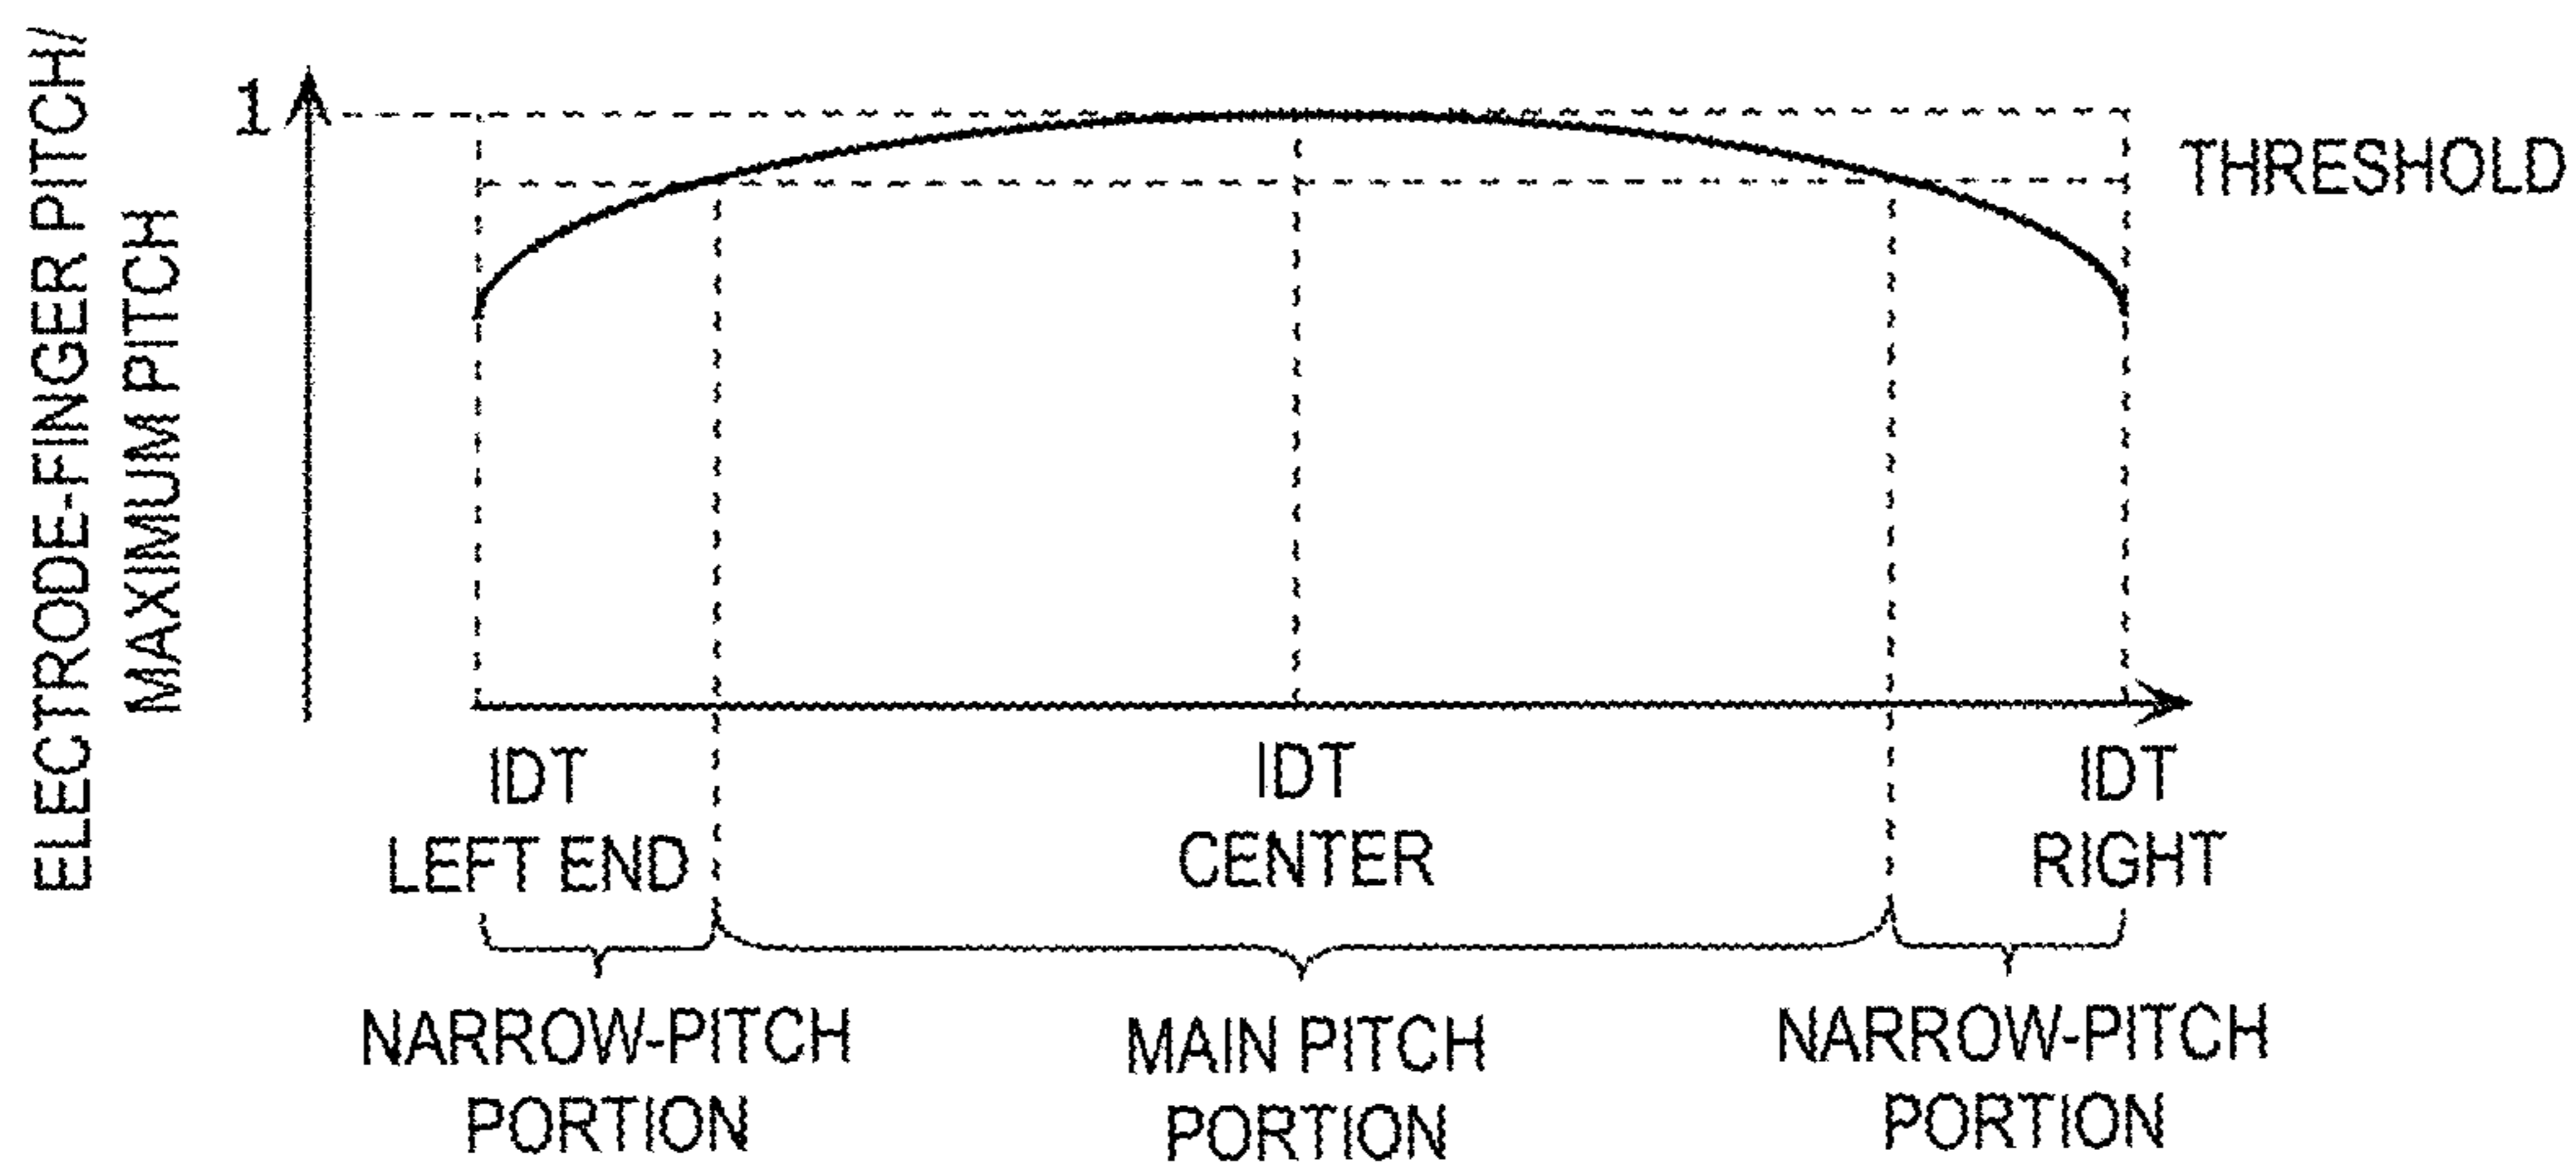 ELECTRODE-FINGER PITCH/
MAXIMUM PITCH
1
THRESHOLD
IDT
LEFT END
IDT
CENTER
IDT
RIGHT
NARROW-PITCH
PORTION
MAIN PITCH
PORTION
NARROW-PITCH
PORTION